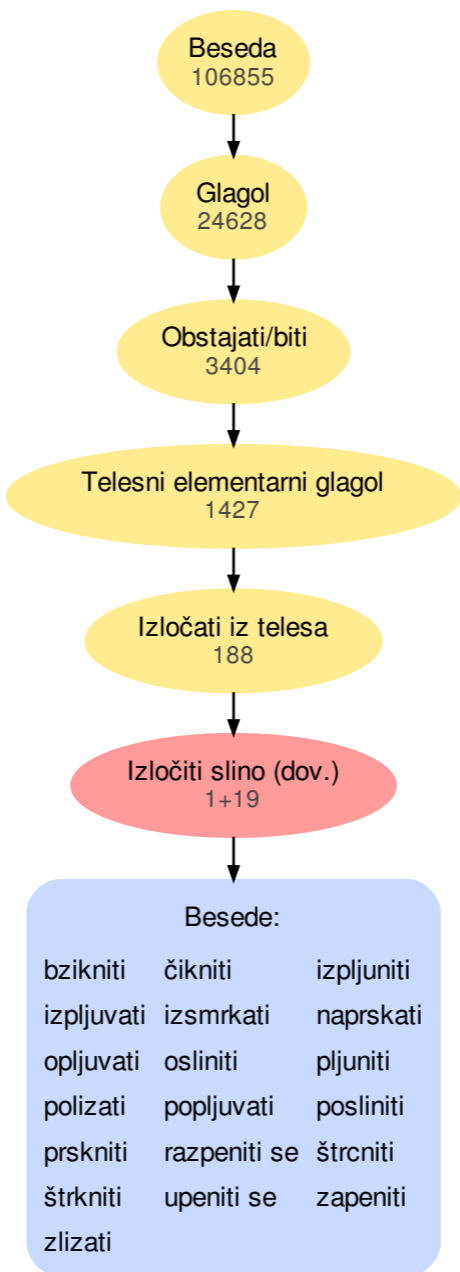 Beseda
106855
Glagol
24628
Obstajati/biti
3404
Telesni elementarni glagol
1427
Izločati iz telesa
188
Izločiti slino (dov.)
1+19
Besede:
bzikniti čikniti izpljuniti
izpljuvati izsmrkati naprskati
opljuvati osliniti pljuniti
polizati popljuvati posliniti
prskniti razpeniti se štrcniti
štrkniti upeniti se zapeniti
zlizati